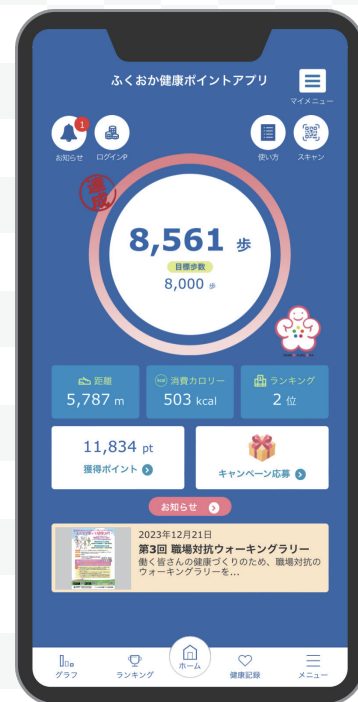 ふくおか健康ポイントアプリ
マイメニュー
1
お知らせ
ログインP
使い方
スキャン
達成
8,561 歩
目標歩数
8,000 歩
距離
5,787 m
kcal 消費カロリー
503 kcal
ランキング
2 位
11,834 pt
獲得ポイント
キャンペーン応募
お知らせ
2023年12月21日
第3回 職場対抗ウォーキングラリー
働く皆さんの健康づくりのため、職場対抗の
ウォーキングラリーを...
グラフ
ランキング
ホーム
健康記録
メニュー